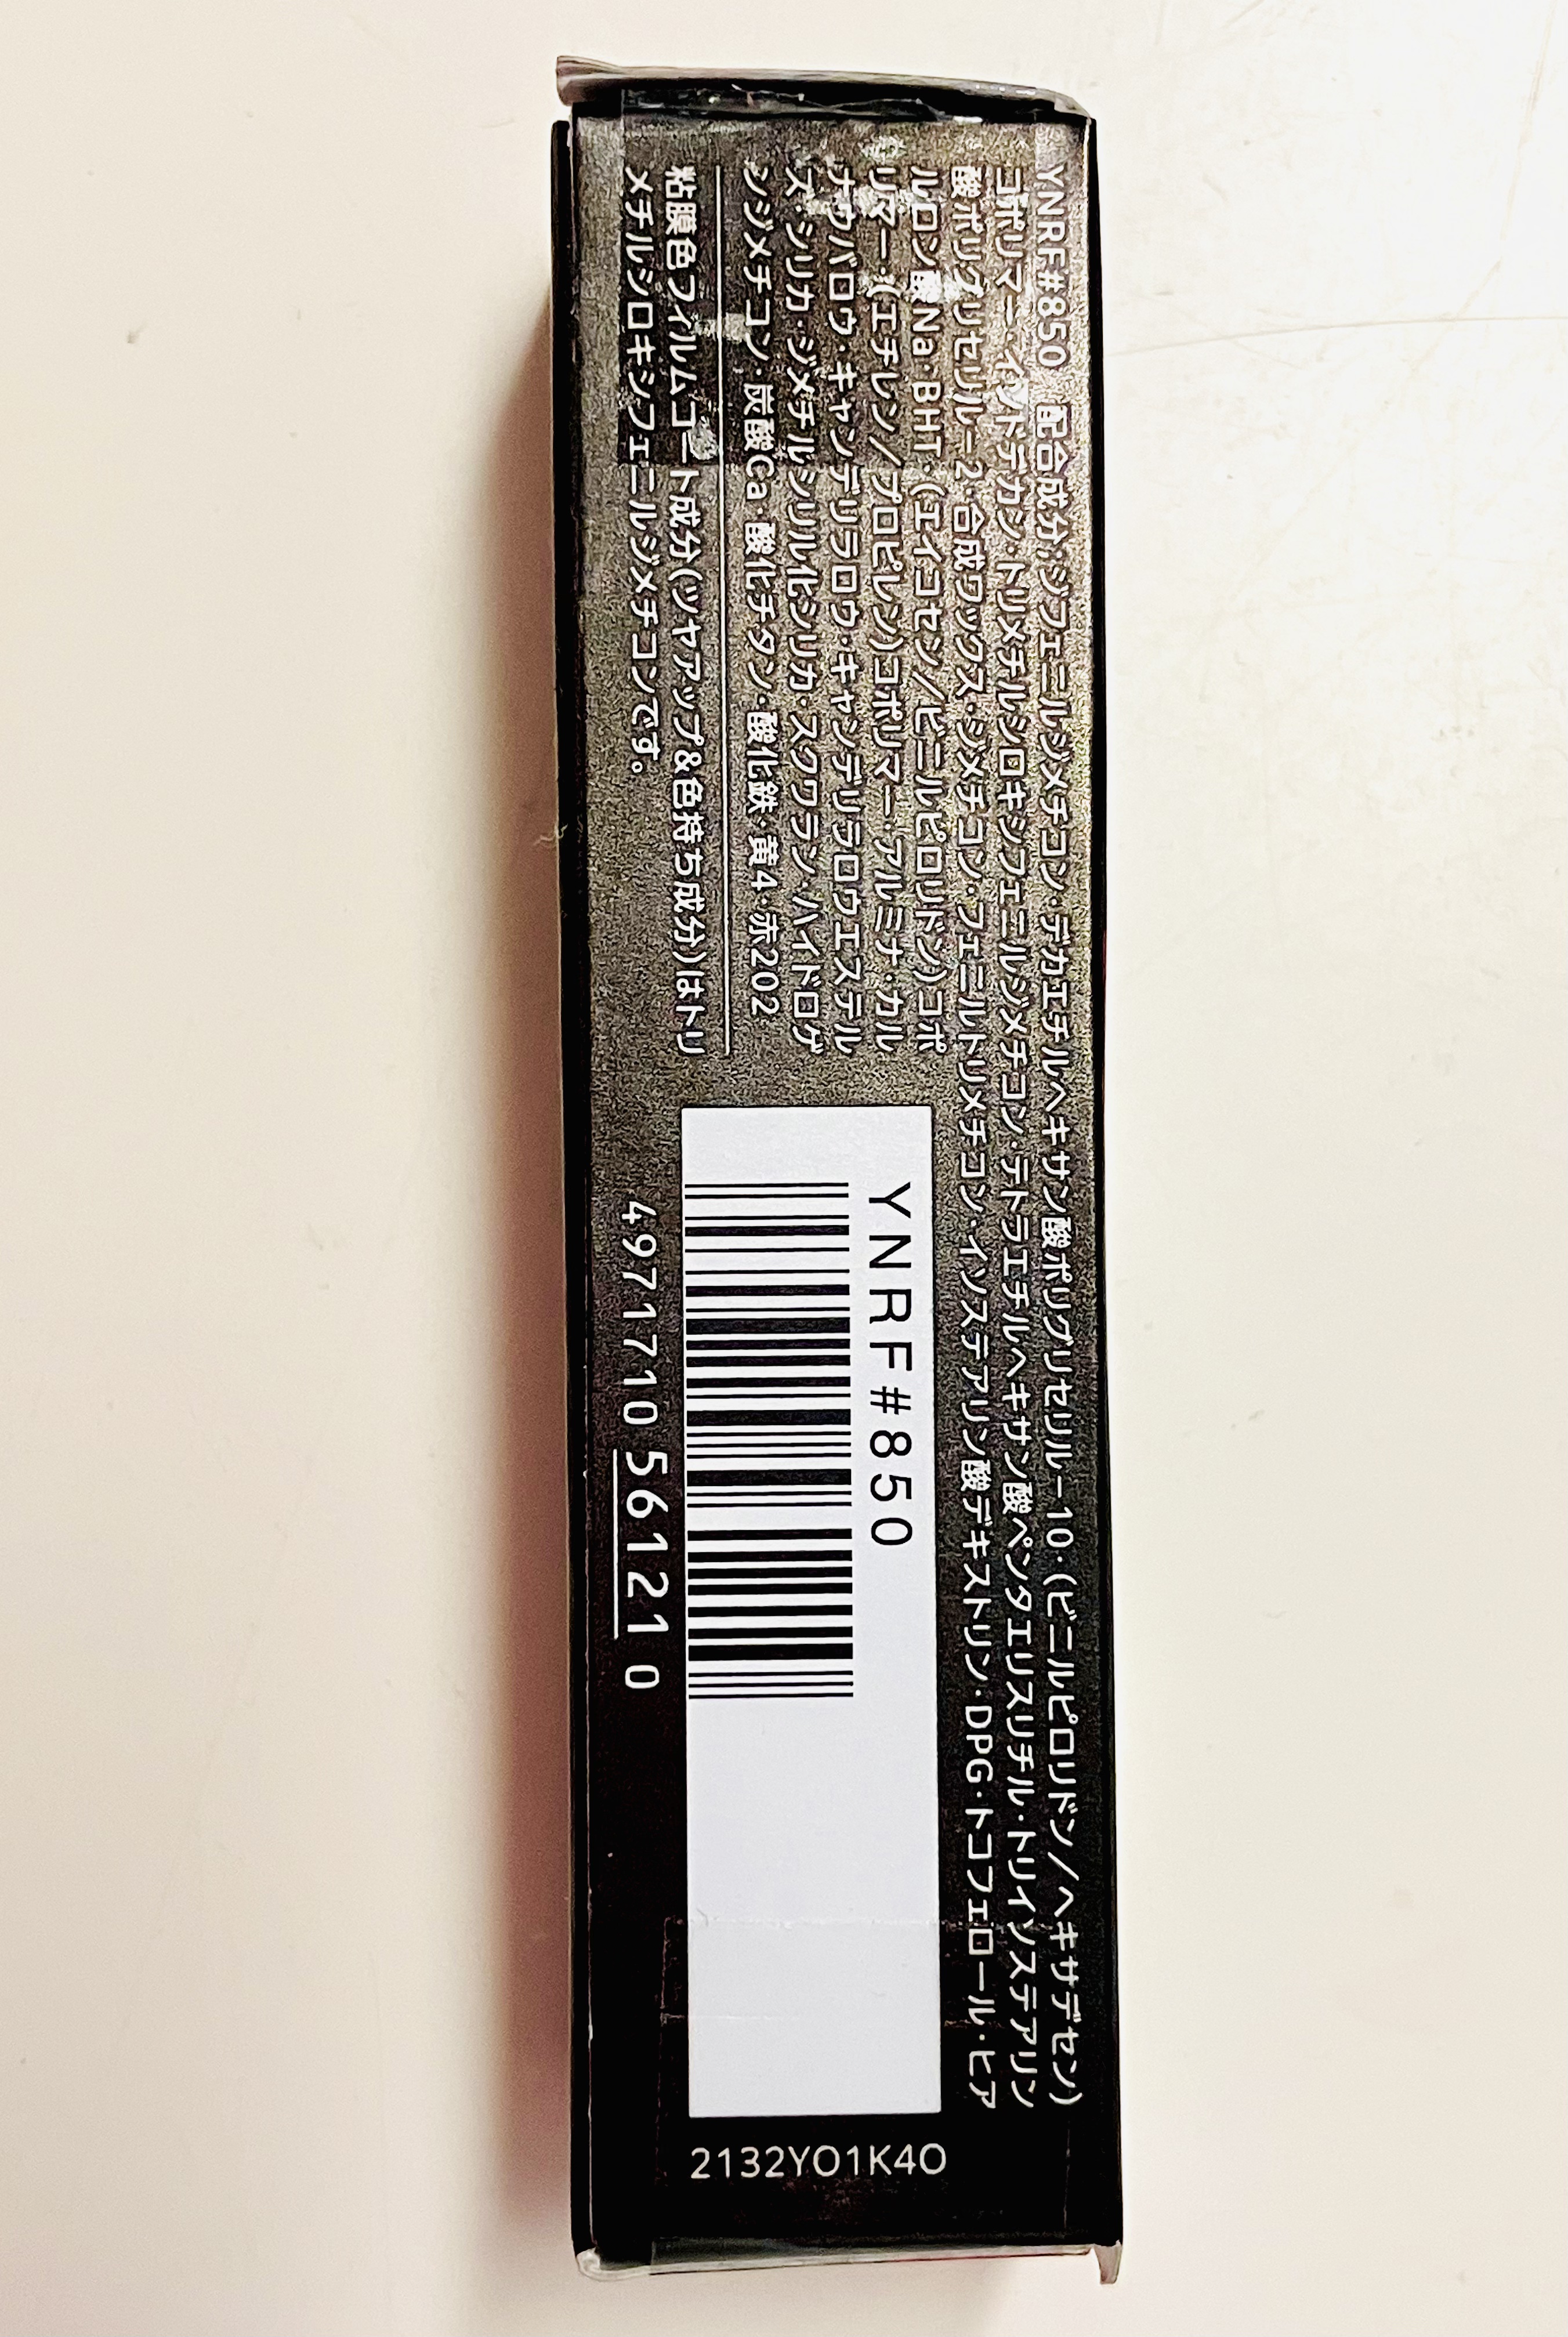 YNRF#850 配合成分:ジフェニルジメチコン・デカエチルヘキサン酸ポリグリセリル－10・(ビニルピロリドン／ヘキサデセン)
コポリマー・イソドデカン・トリメチルシロキシフェニルジメチコン・テトラエチルヘキサン酸ペンタエリスリチル・トリイソステアリン
酸ポリグリセリル－2・合成ワックス・ジメチコン・フェニルトリメチコン・イソステアリン酸デキストリン・DPG・トコフェロール・ヒア
ルロン酸Na・BHT・(エイコセン／ビニルピロリドン)コポ
リマー・(エチレン／プロピレン)コポリマー・アルミナ・カル
ナウバロウ・キャンデリラロウ・キャンデリラロウエステル
ズ・シリカ・ジメチルシリル化シリカ・スクワラン・ハイドロゲ
ンジメチコン・炭酸Ca・酸化チタン・酸化鉄・黄4・赤202
粘膜色フィルムコート成分(ツヤアップ&色持ち成分)はトリ
メチルシロキシフェニルジメチコンです。
YNRF#850
4971710 561210
2132YO1K4O